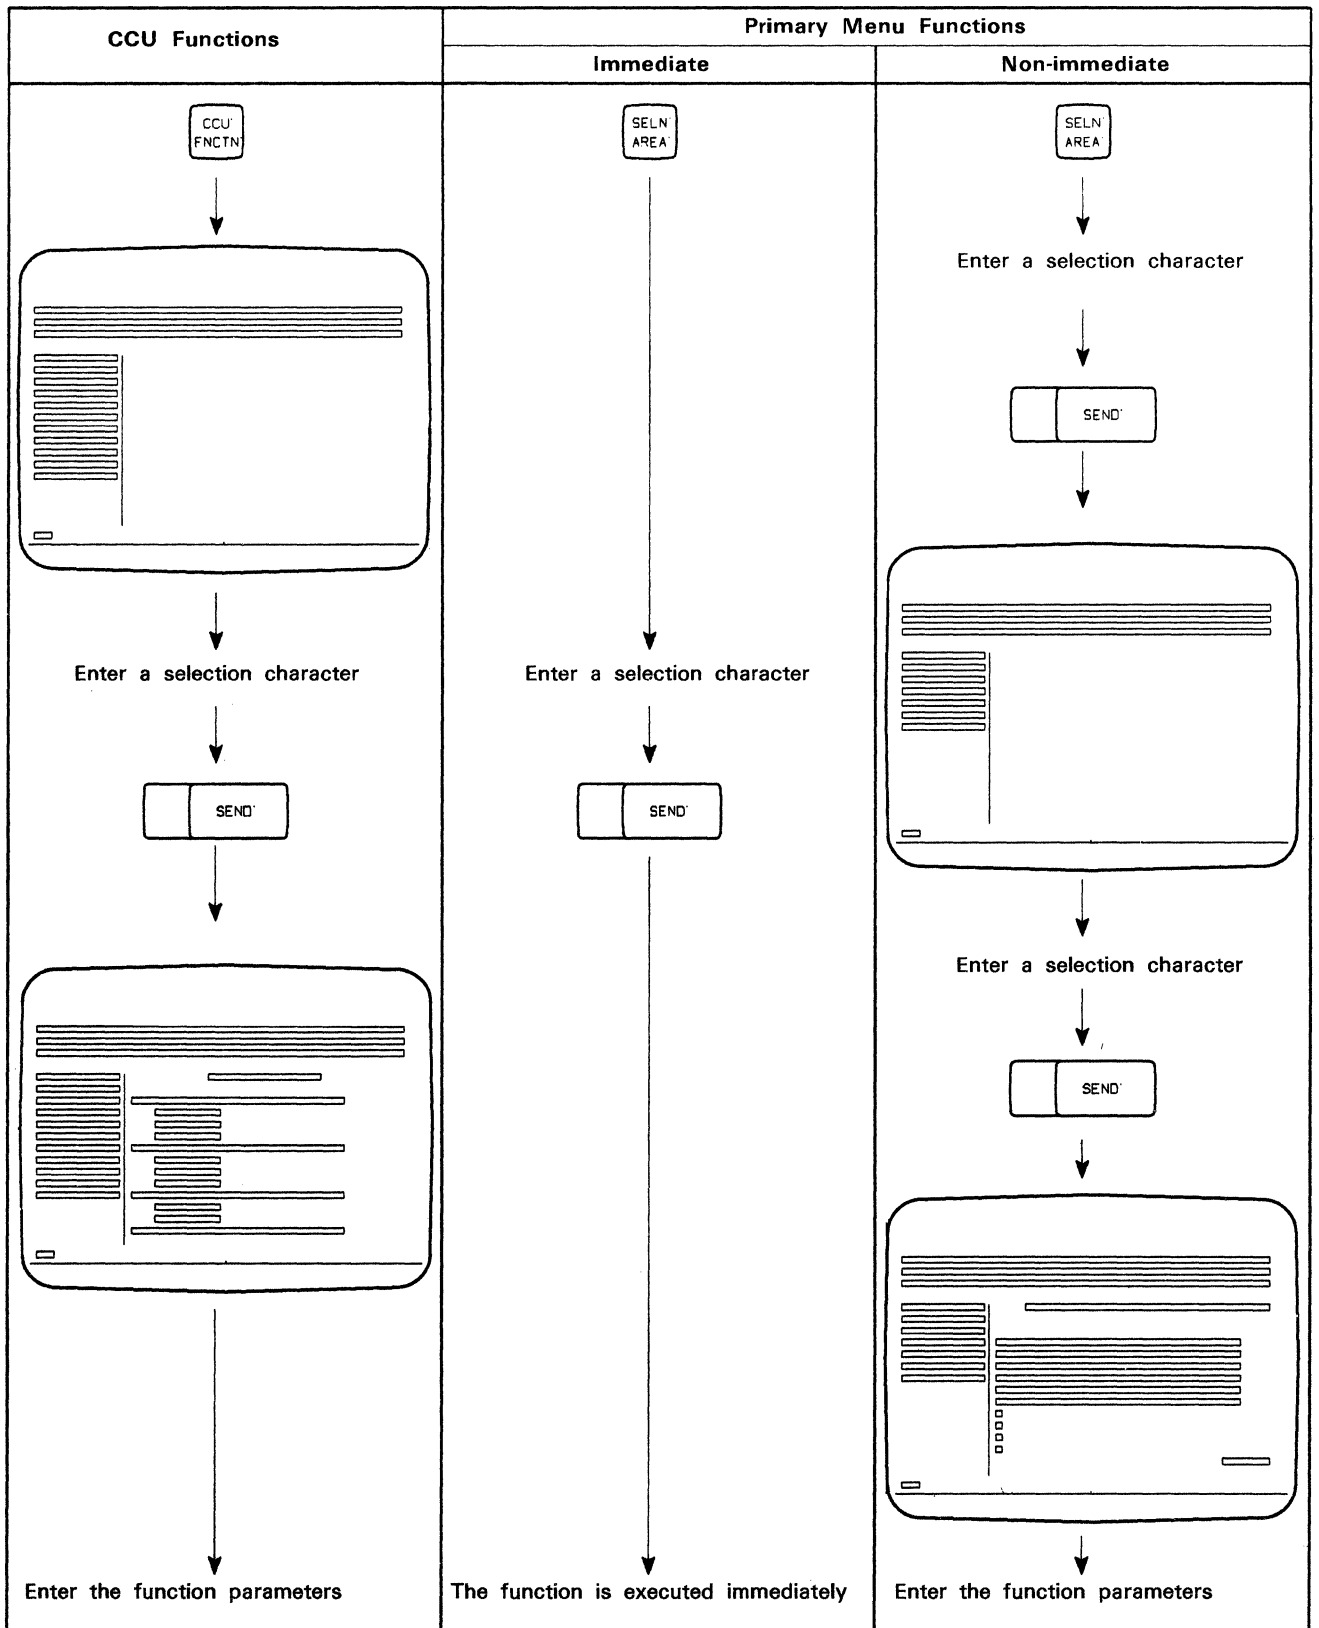 CCU Functions
Primary Menu Functions
Immediate
Non-immediate
CCU
FNCTN
SELN
AREA
SELN
AREA
Enter a selection character
SEND
Enter a selection character
Enter a selection character
SEND
SEND
Enter a selection character
SEND
Enter the function parameters
The function is executed immediately
Enter the function parameters